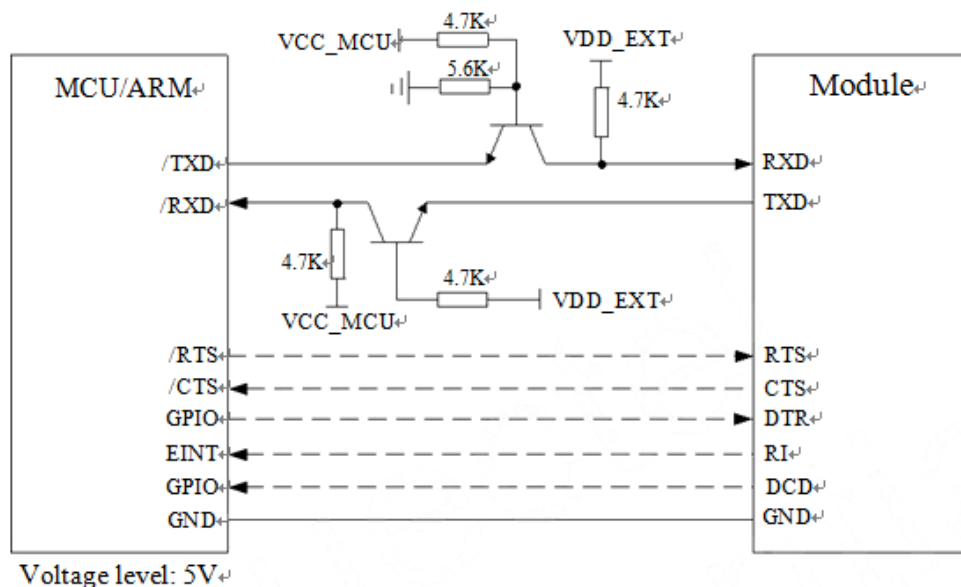 4.7K↵
VCC_MCU↵
VDD_EXT↵
5.6K↵
MCU/ARM↵
Module↵
4.7K↵
/TXD↵
RXD↵
/RXD↵
TXD↵
4.7K↵
4.7K↵
VDD_EXT↵
VCC_MCU↵
/RTS↵
RTS↵
/CTS↵
CTS↵
GPIO↵
DTR↵
EINT↵
RI↵
GPIO↵
DCD↵
GND↵
GND↵
Voltage level: 5V↵